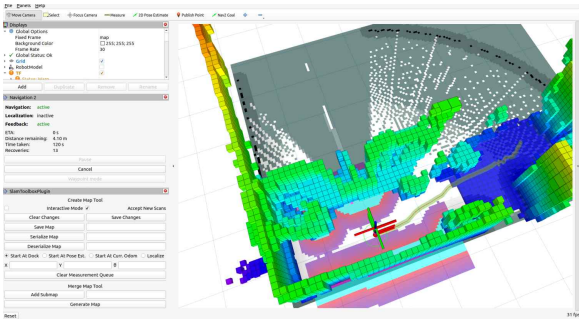 File Panels Help
Move Camera Select Focus Camera Measure 2D Pose Estimate Publish Point Nav2 Goal
Displays
Global Options
Fixed Frame map
Background Color 255; 255; 255
Frame Rate 30
Global Status: Ok
Grid
RobotModel
TF
Add Duplicate Remove Rename
Navigation 2
Navigation: active
Localization: inactive
Feedback: active
ETA: 0 s
Distance remaining: 4.10 m
Time taken: 120 s
Recoveries: 13
Pause
Cancel
Waypoint mode
SlamToolboxPlugin
Create Map Tool
Interactive Mode Accept New Scans
Clear Changes Save Changes
Save Map
Serialize Map
Deserialize Map
Start At Dock Start At Pose Est. Start At Curr. Odom Localize
X Y θ
Clear Measurement Queue
Merge Map Tool
Add Submap
Generate Map
Reset 31 fps